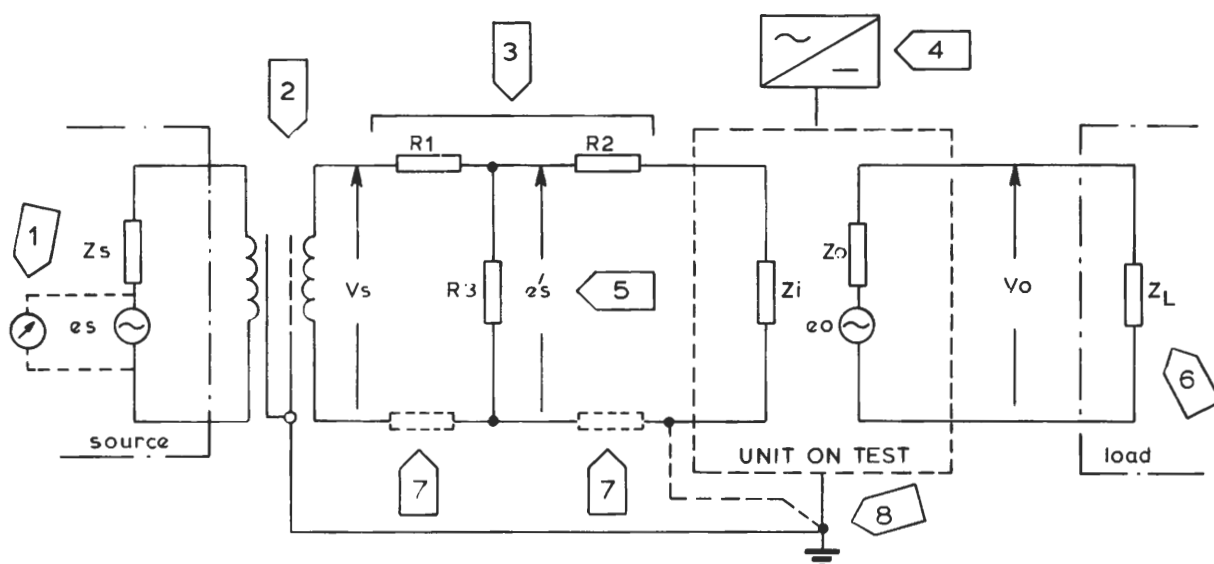 3
4
2
R1
R2
1
Zs
es
Vs
R3
e's
5
Zi
Zo
eo
Vo
ZL
6
source
7
7
UNIT ON TEST
8
load